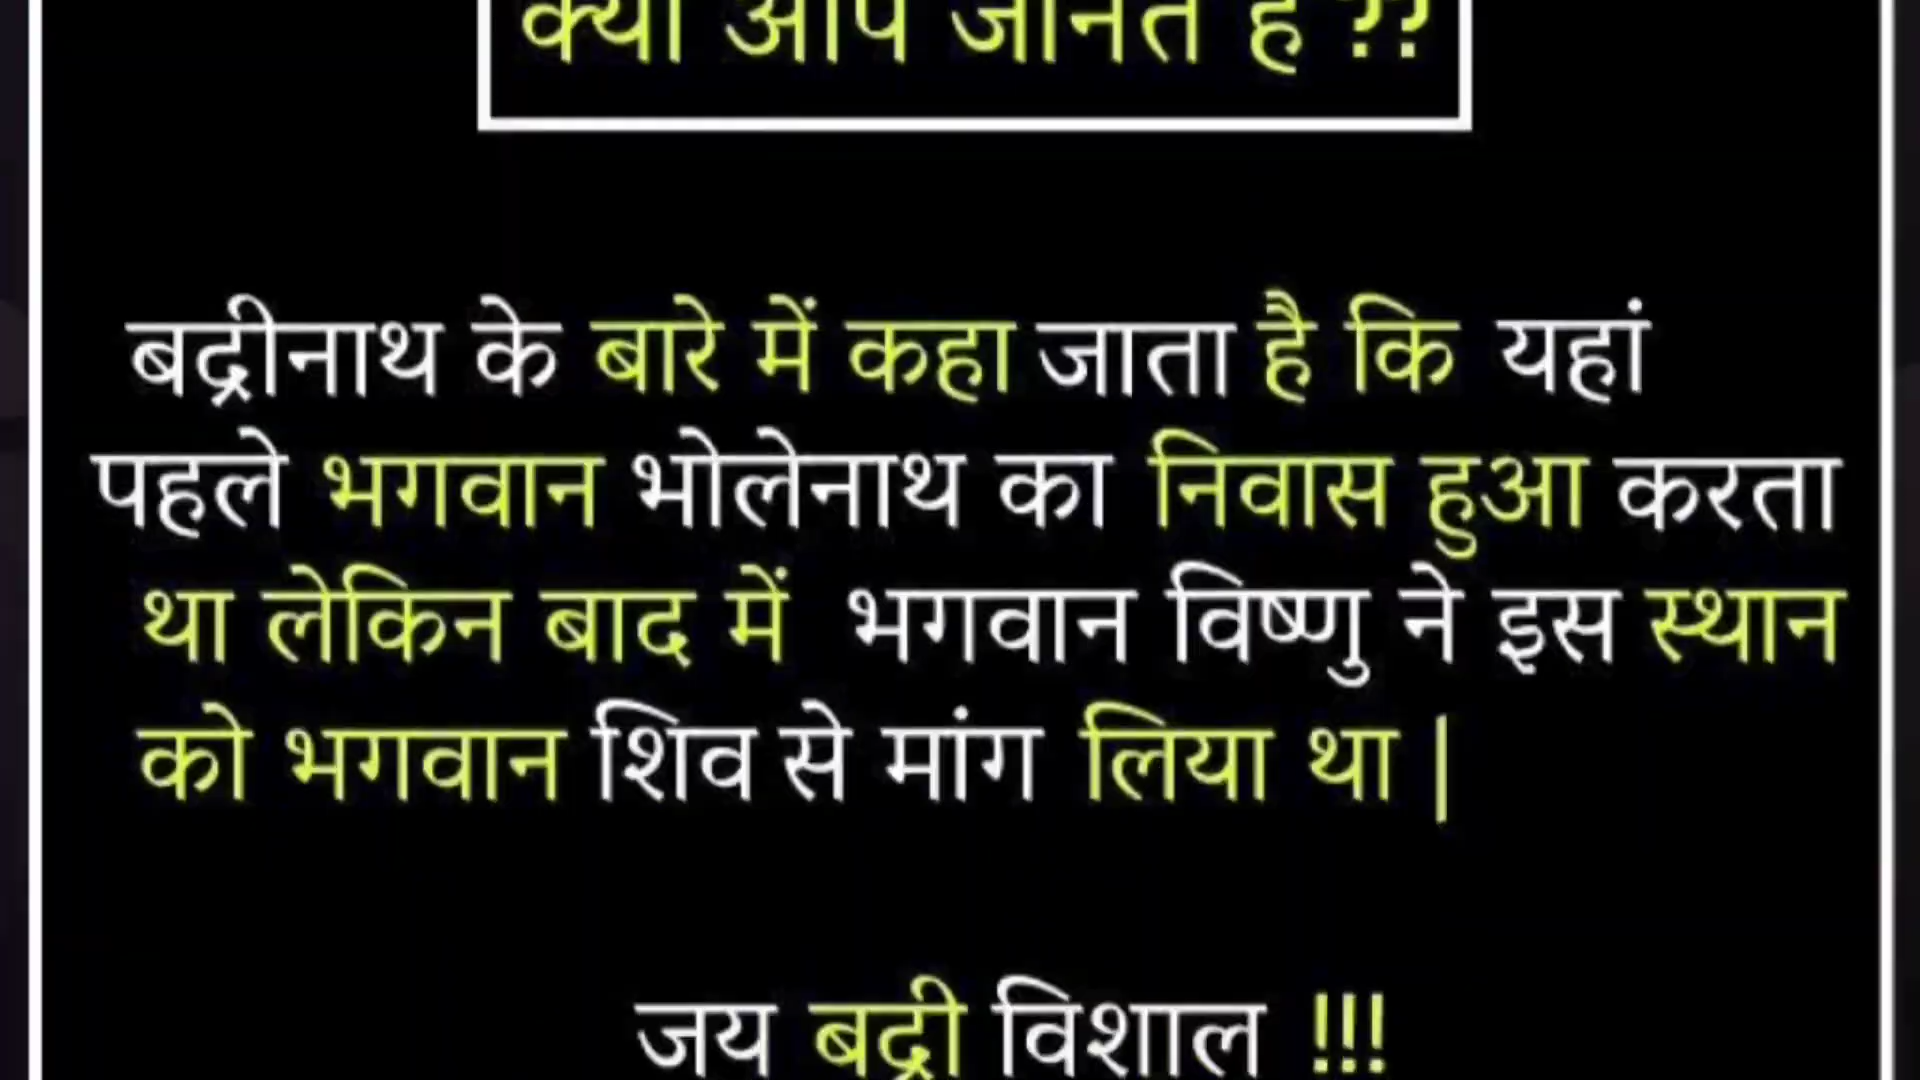 क्या आप जानते है ??
बद्रीनाथ के बारे में कहा जाता है कि यहां
पहले भगवान भोलेनाथ का निवास हुआ करता
था लेकिन बाद में भगवान विष्णु ने इस स्थान
को भगवान शिव से मांग लिया था |
जय बद्री विशाल !!!